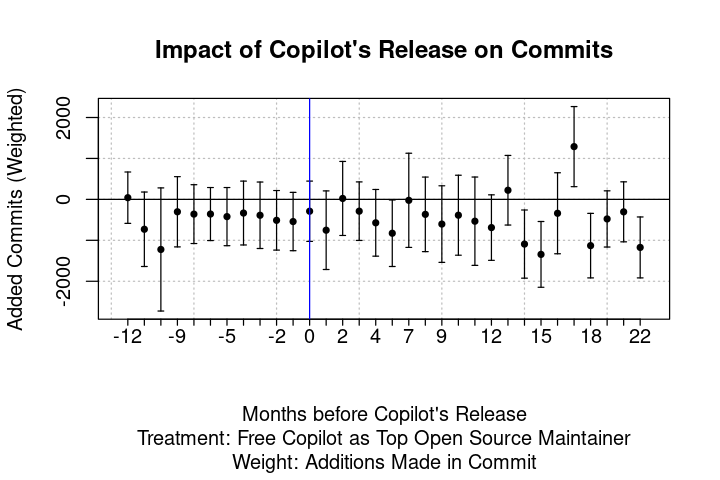 Impact of Copilot's Release on Commits
Added Commits (Weighted)
2000
0
-2000
-12 -9 -5 -2 0 2 4 7 9 12 15 18 22
Months before Copilot's Release
Treatment: Free Copilot as Top Open Source Maintainer
Weight: Additions Made in Commit